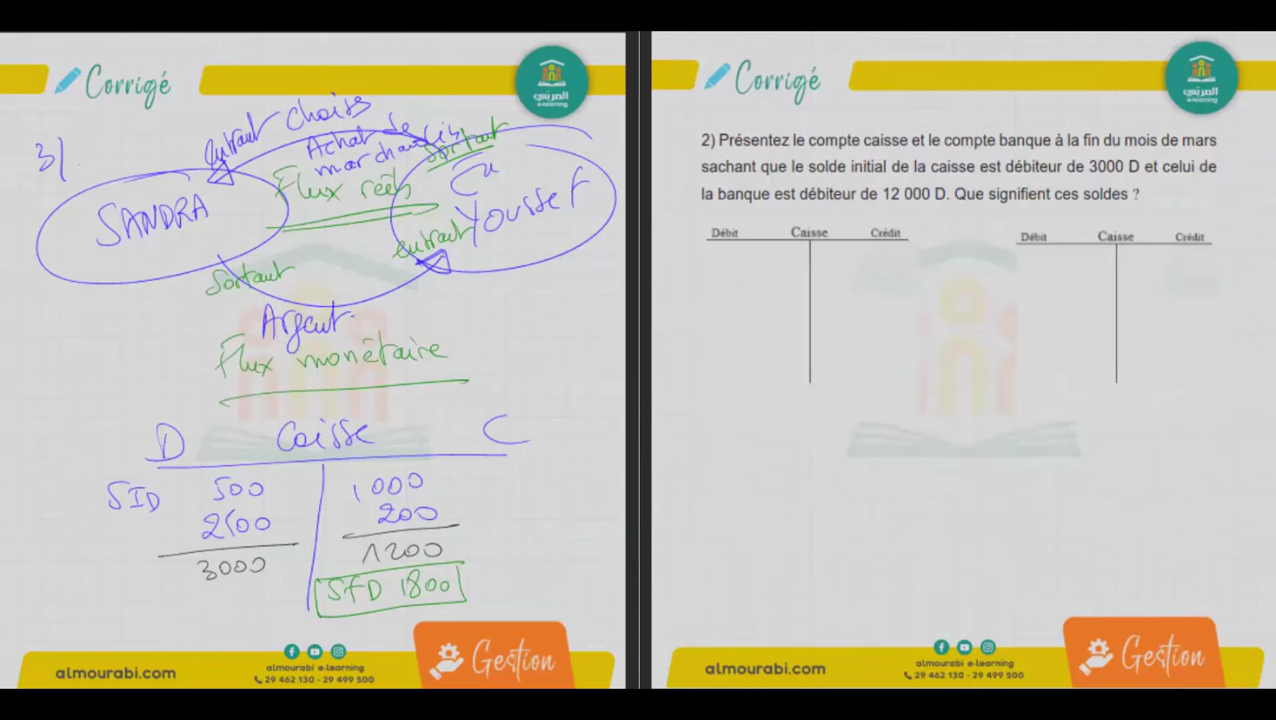 Corrigé
المربي
e-learning
3)
entrant chaises
Achat de
marchandises
sortant
Flux réels
SANDRA
Youssef
entrant
Sortant
Argent
Flux monétaire
D Caisse C
SID 500 1000
2500 200
3000 1200
SFD 1800
almourabi.com
almourabi e-learning
29 462 130 - 29 499 500
Gestion
Corrigé
المربي
e-learning
2) Présentez le compte caisse et le compte banque à la fin du mois de mars
sachant que le solde initial de la caisse est débiteur de 3000 D et celui de
la banque est débiteur de 12 000 D. Que signifient ces soldes ?
Débit Caisse Crédit
Débit Caisse Crédit
almourabi.com
almourabi e-learning
29 462 130 - 29 499 500
Gestion